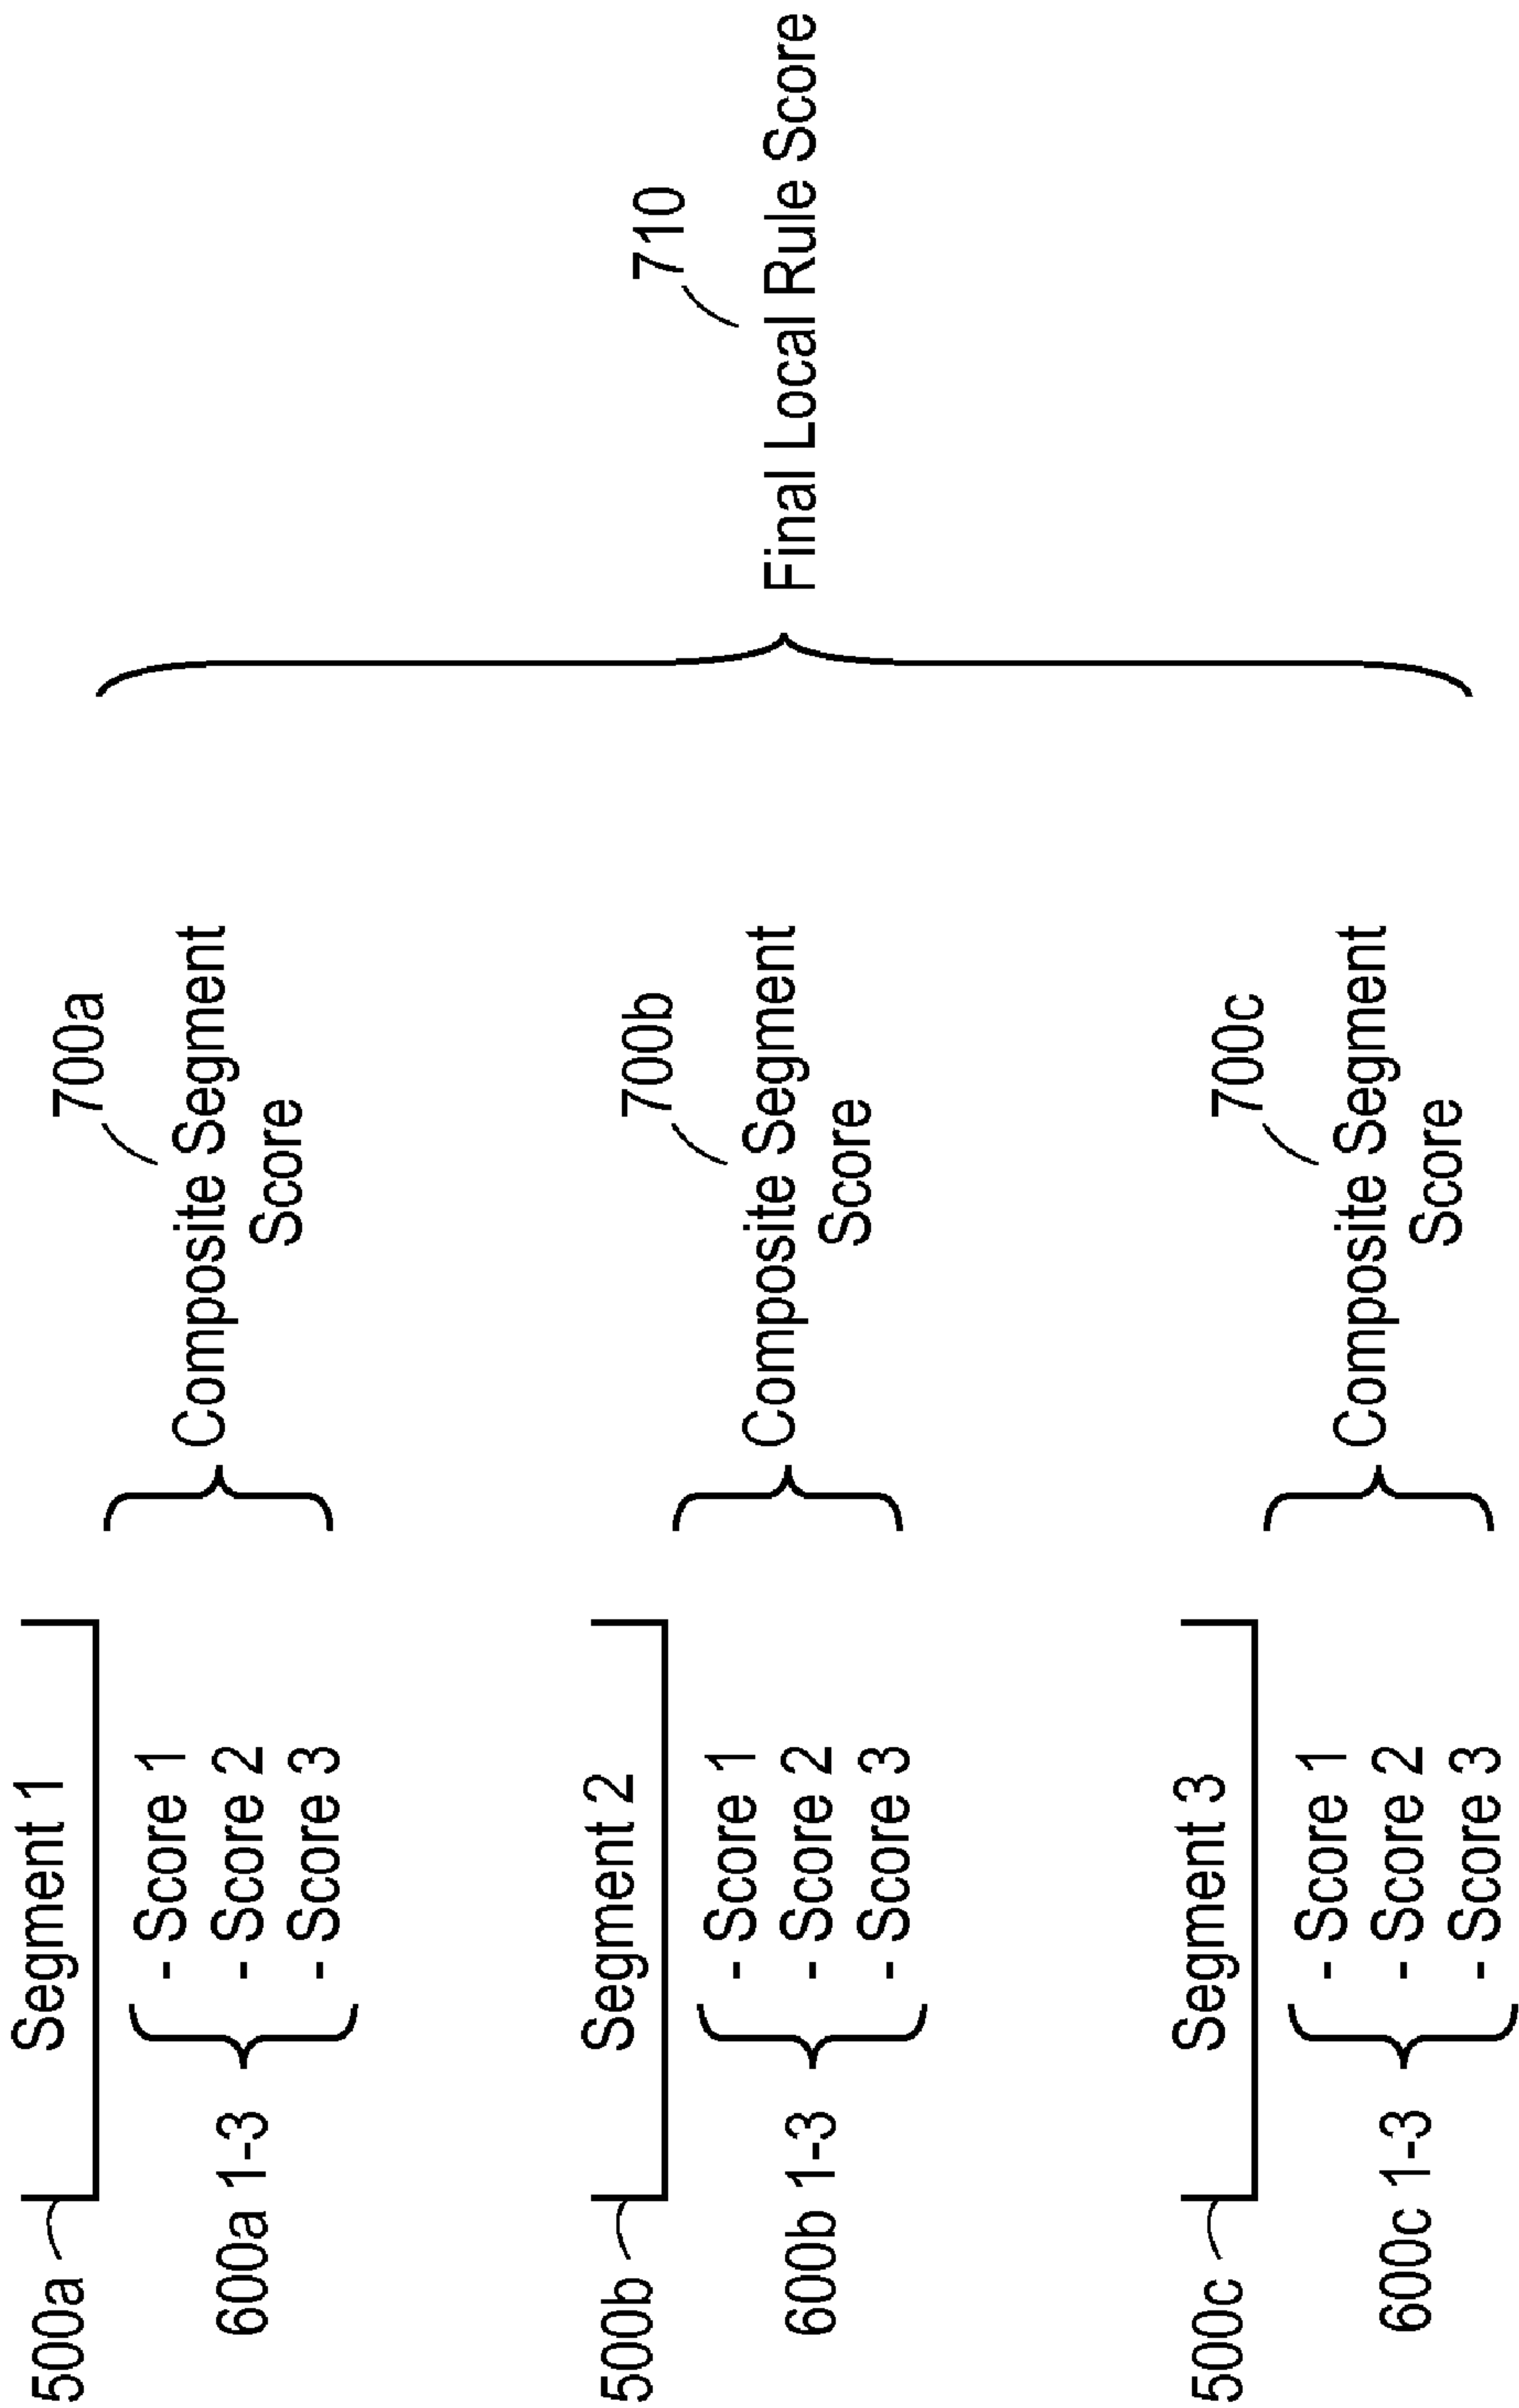 500a
Segment 1
600a 1-3
- Score 1
- Score 2
- Score 3
700a
Composite Segment
Score
500b
Segment 2
600b 1-3
- Score 1
- Score 2
- Score 3
700b
Composite Segment
Score
500c
Segment 3
600c 1-3
- Score 1
- Score 2
- Score 3
700c
Composite Segment
Score
710
Final Local Rule Score